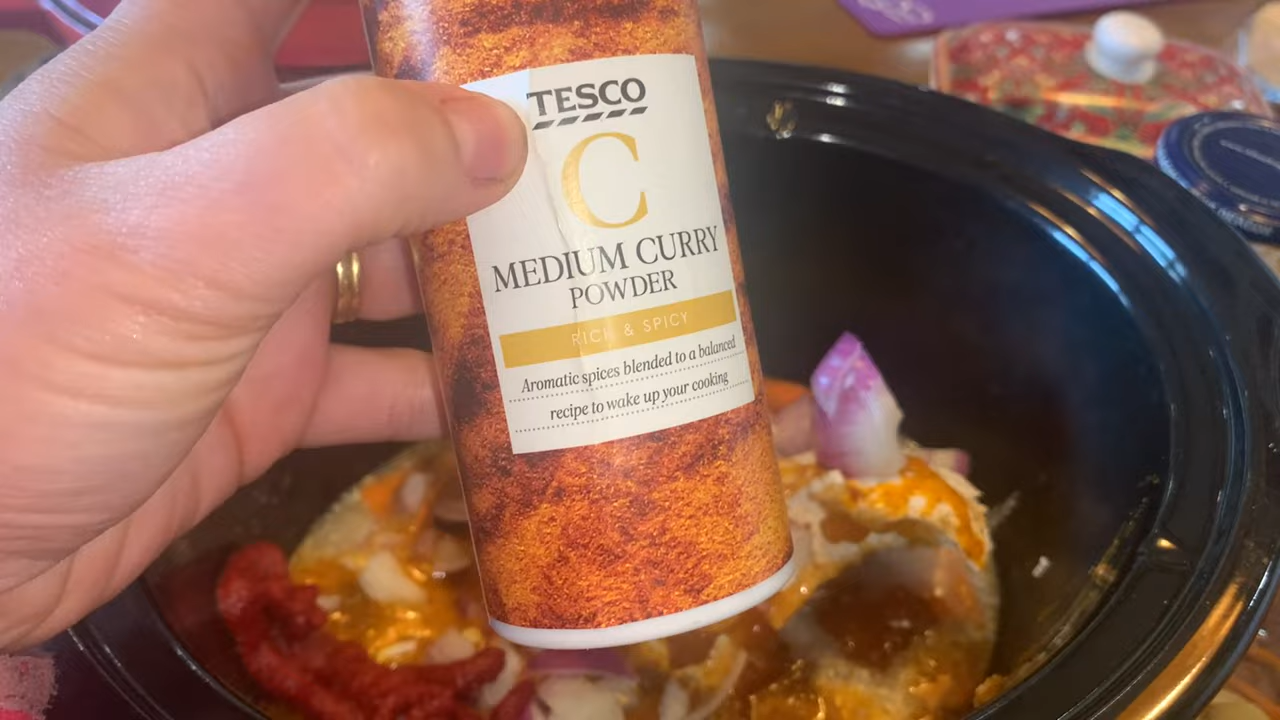 TESCO
C
MEDIUM CURRY
POWDER
RICH & SPICY
Aromatic spices blended to a balanced
recipe to wake up your cooking